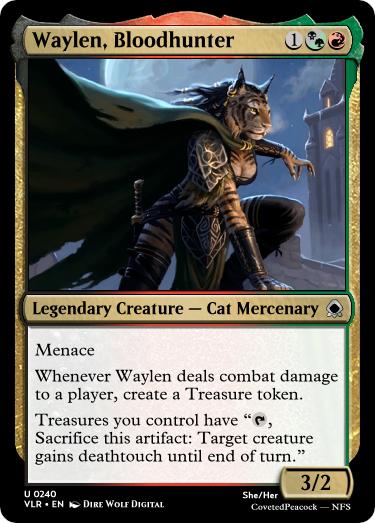 Waylen, Bloodhunter 1
Legendary Creature — Cat Mercenary
Menace
Whenever Waylen deals combat damage
to a player, create a Treasure token.
Treasures you control have “,
Sacrifice this artifact: Target creature
gains deathtouch until end of turn.”
3/2
U 0240
VLR • EN Dire Wolf Digital
She/Her
CovetedPeacock — NFS